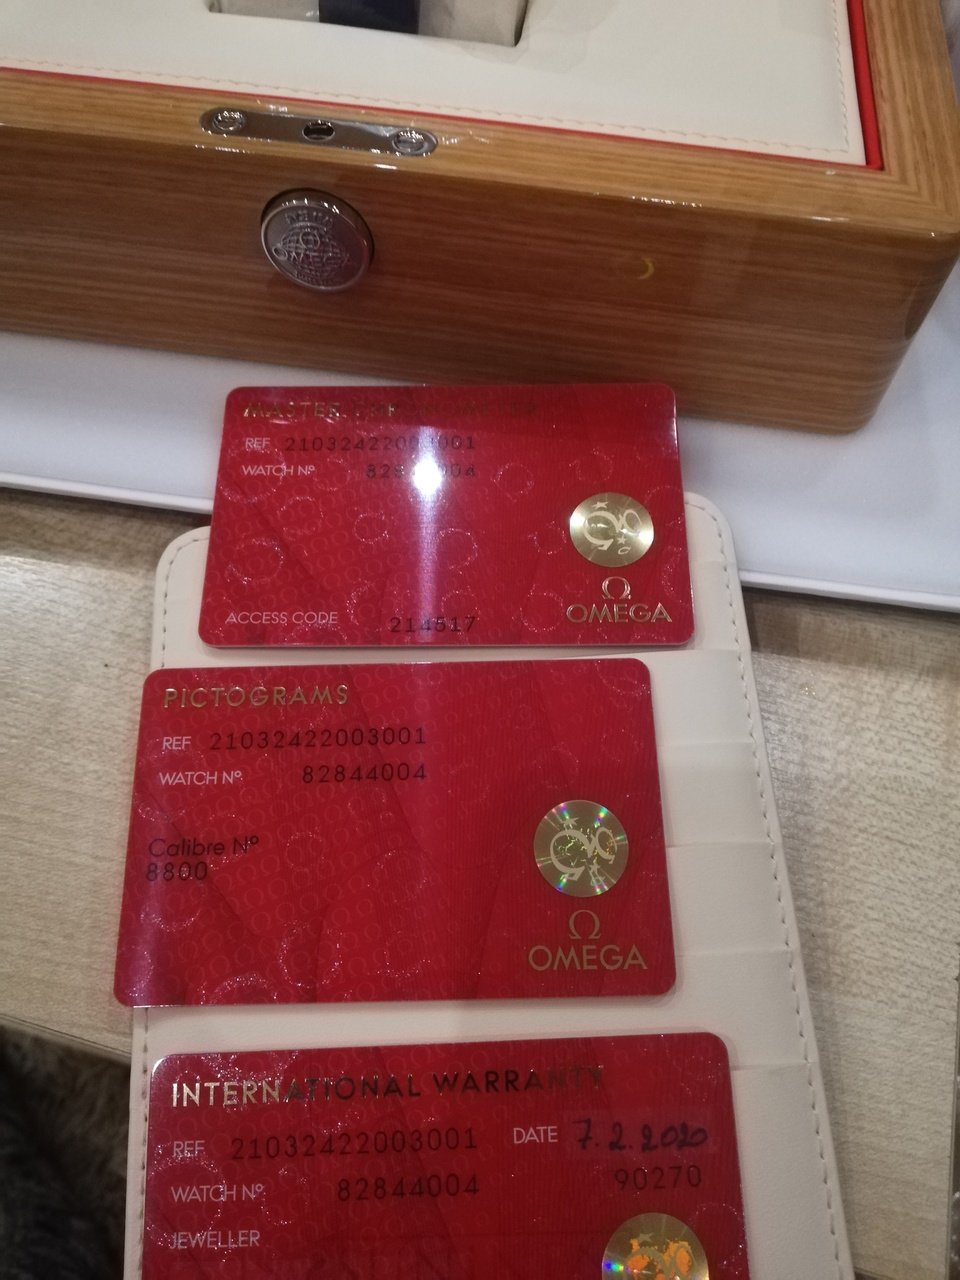 OMEGA
MASTER CHRONOMETER
REF 21032422003001
WATCH Nº 82844004
ACCESS CODE 214517
Ω
OMEGA
PICTOGRAMS
REF 21032422003001
WATCH Nº 82844004
Calibre Nº
8800
Ω
OMEGA
INTERNATIONAL WARRANTY
REF 21032422003001 DATE 7.2.2020
WATCH Nº 82844004 90270
JEWELLER